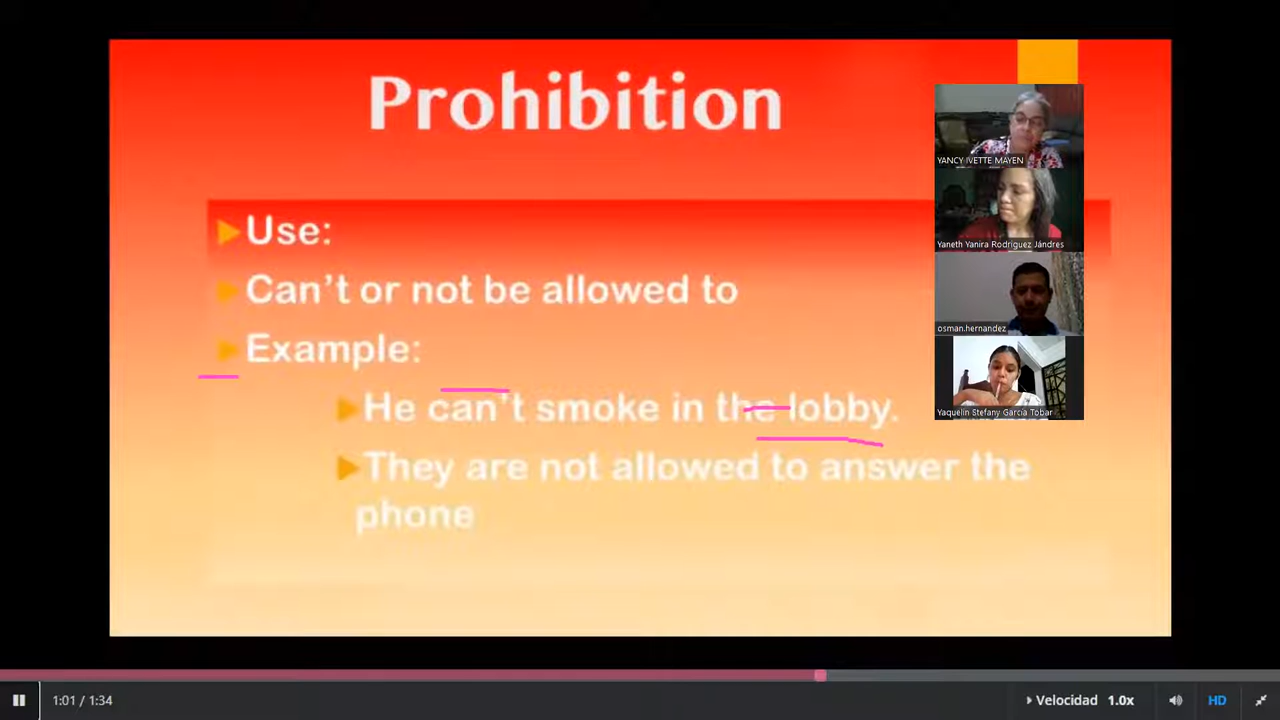 Prohibition
YANCY IVETTE MAYEN
Use:
Yaneth Yanira Rodriguez Jándres
Can't or not be allowed to
osman.hernandez
Example:
He can't smoke in the lobby.
Yaquelin Stefany García Tobar
They are not allowed to answer the
phone
1:01 / 1:34
Velocidad 1.0x
HD